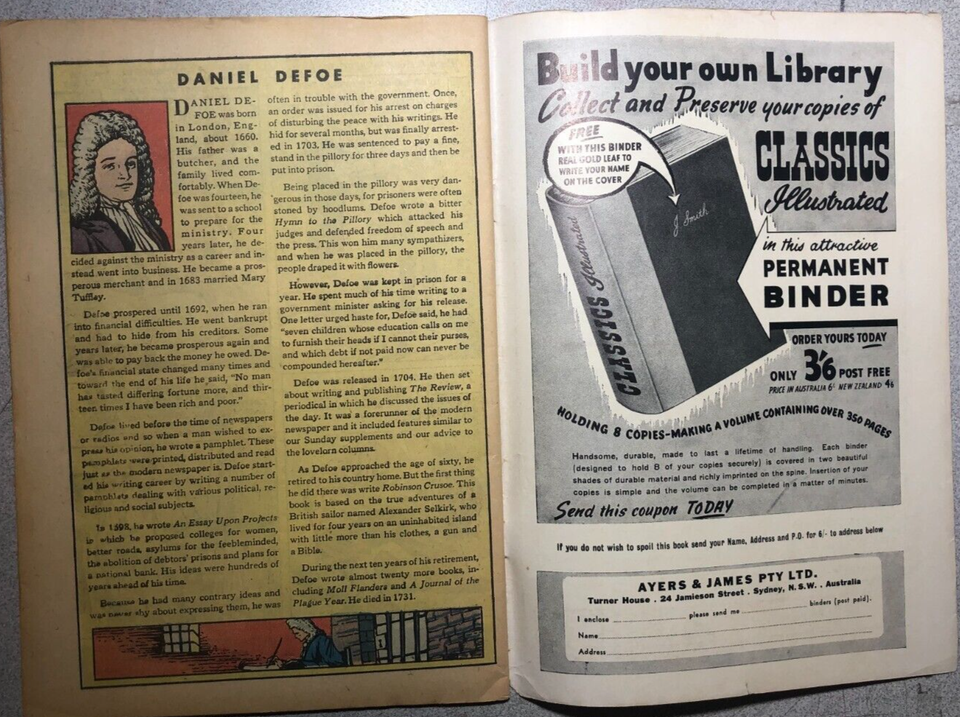 DANIEL DEFOE
DANIEL DE-
FOE was born
in London, Eng-
land, about 1660.
His father was a
butcher, and the
family lived com-
fortably. When De-
foe was fourteen, he
was sent to a school
to prepare for the
ministry. Four
years later, he de-
cided against the ministry as a career and in-
stead went into business. He became a pros-
perous merchant and in 1683 married Mary
Tuffley.
Defoe prospered until 1692, when he ran
into financial difficulties. He went bankrupt
and had to hide from his creditors. Some
years later, he became prosperous again and
was able to pay back the money he owed. De-
foe's financial state changed many times and
toward the end of his life he said, "No man
has tasted differing fortune more, and thir-
teen times I have been rich and poor."
Defoe lived before the time of newspapers
or radios and so when a man wished to ex-
press his opinion, he wrote a pamphlet. These
pamphlets were printed, distributed and read
just as the modern newspaper is. Defoe start-
ed his writing career by writing a number of
pamphlets dealing with various political, re-
ligious and social subjects.
In 1698, he wrote An Essay Upon Projects
in which he proposed colleges for women,
better roads, asylums for the feebleminded,
the abolition of debtors' prisons and plans for
a national bank. His ideas were hundreds of
years ahead of his time.
Because he had many contrary ideas and
was never shy about expressing them, he was
often in trouble with the government. Once,
an order was issued for his arrest on charges
of disturbing the peace with his writings. He
hid for several months, but was finally arrest-
ed in 1703. He was sentenced to pay a fine,
stand in the pillory for three days and then be
put into prison.
Being placed in the pillory was very dan-
gerous in those days, for prisoners were often
stoned by hoodlums. Defoe wrote a bitter
Hymn to the Pillory which attacked his
judges and defended freedom of speech and
the press. This won him many sympathizers,
and when he was placed in the pillory, the
people draped it with flowers.
However, Defoe was kept in prison for a
year. He spent much of his time writing to a
government minister asking for his release.
One letter urged haste for, Defoe said, he had
"seven children whose education calls on me
to furnish their heads if I cannot their purses,
and which debt if not paid now can never be
compounded hereafter."
Defoe was released in 1704. He then set
about writing and publishing The Review, a
periodical in which he discussed the issues of
the day. It was a forerunner of the modern
newspaper and it included features similar to
our Sunday supplements and our advice to
the lovelorn columns.
As Defoe approached the age of sixty, he
retired to his country home. But the first thing
he did there was write Robinson Crusoe. This
book is based on the true adventures of a
British sailor named Alexander Selkirk, who
lived for four years on an uninhabited island
with little more than his clothes, a gun and
a Bible.
During the next ten years of his retirement,
Defoe wrote almost twenty more books, in-
cluding Moll Flanders and A Journal of the
Plague Year. He died in 1731.
Build your own Library
Collect and Preserve your copies of
CLASSICS
Illustrated
FREE
WITH THIS BINDER
REAL GOLD LEAF TO
WRITE YOUR NAME
ON THE COVER
J. Smith
CLASSICS Illustrated
in this attractive
PERMANENT
BINDER
ORDER YOURS TODAY
ONLY 3'6 POST FREE
PRICE IN AUSTRALIA 6/- NEW ZEALAND 4/6
HOLDING 8 COPIES-MAKING A VOLUME CONTAINING OVER 350 PAGES
Handsome, durable, made to last a lifetime of handling. Each binder
(designed to hold 8 of your copies securely) is covered in two beautiful
shades of durable material and richly imprinted on the spine. Insertion of your
copies is simple and the volume can be completed in a matter of minutes.
Send this coupon TODAY
If you do not wish to spoil this book send your Name, Address and P.O. for 6/- to address below
AYERS & JAMES PTY LTD.
Turner House . 24 Jamieson Street . Sydney, N.S.W. . Australia
I enclose please send me binders (post paid).
Name
Address